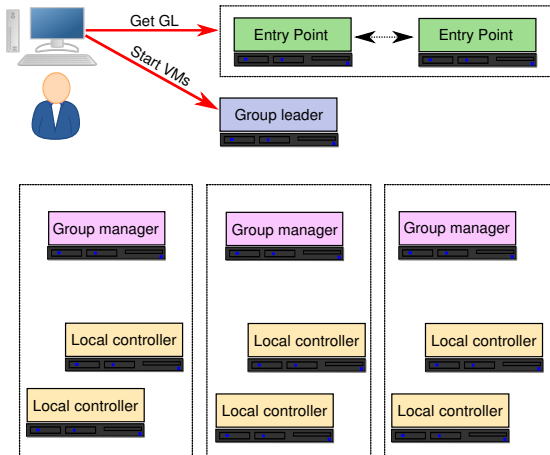 Get GL
Entry Point
Entry Point
Start VMs
Group leader
Group manager
Group manager
Group manager
Local controller
Local controller
Local controller
Local controller
Local controller
Local controller